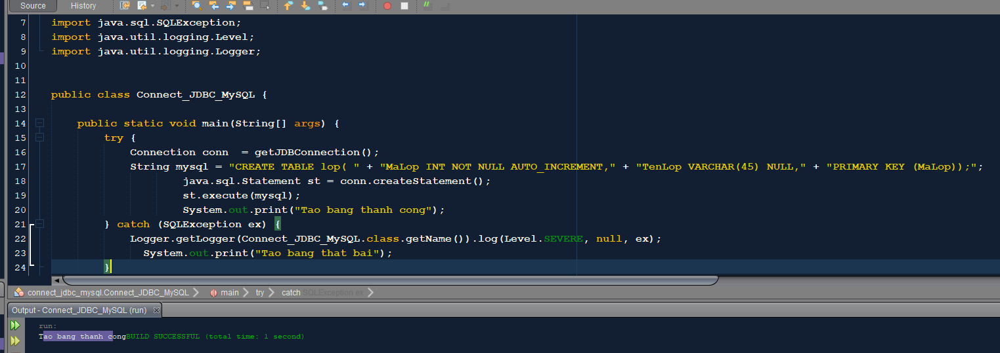 Source History
7 import java.sql.SQLException;
8 import java.util.logging.Level;
9 import java.util.logging.Logger;
10
11
12 public class Connect_JDBC_MySQL {
13
14 public static void main(String[] args) {
15 try {
16 Connection conn  = getJDBConnection();
17 String mysql = "CREATE TABLE lop( " + "MaLop INT NOT NULL AUTO_INCREMENT," + "TenLop VARCHAR(45) NULL," + "PRIMARY KEY (MaLop));";
18 java.sql.Statement st = conn.createStatement();
19 st.execute(mysql);
20 System.out.print("Tao bang thanh cong");
21 } catch (SQLException ex) {
22 Logger.getLogger(Connect_JDBC_MySQL.class.getName()).log(Level.SEVERE, null, ex);
23 System.out.print("Tao bang that bai");
24 }
connect_jdbc_mysql.Connect_JDBC_MySQL main try catch SQLException ex
Output - Connect_JDBC_MySQL (run)
run:
Tao bang thanh congBUILD SUCCESSFUL (total time: 1 second)